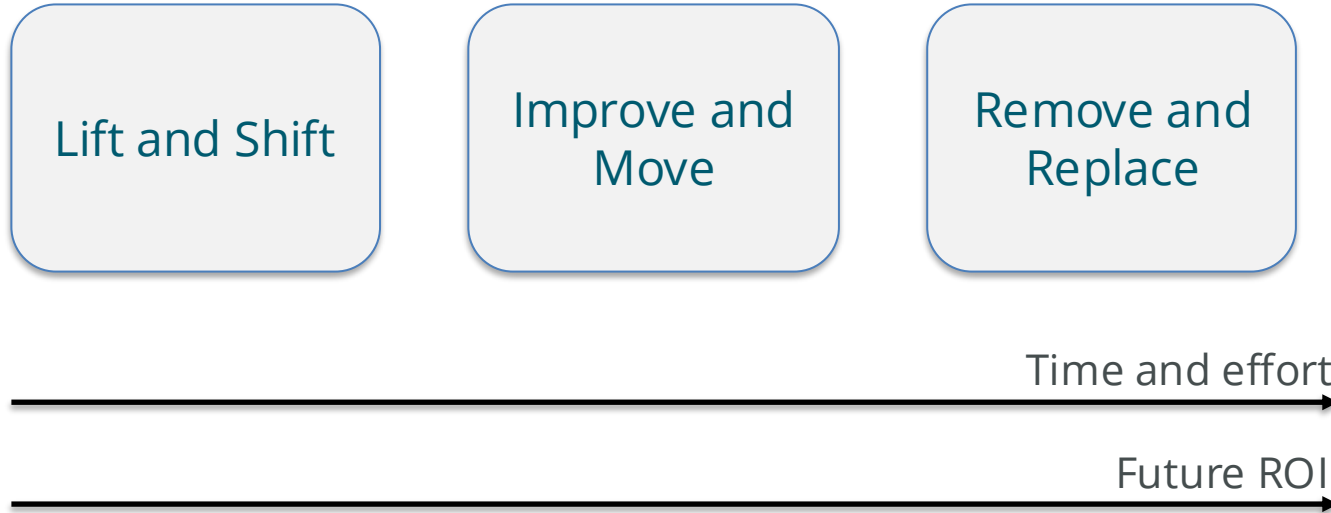 Lift and Shift
Improve and
Move
Remove and
Replace
Time and effort
Future ROI